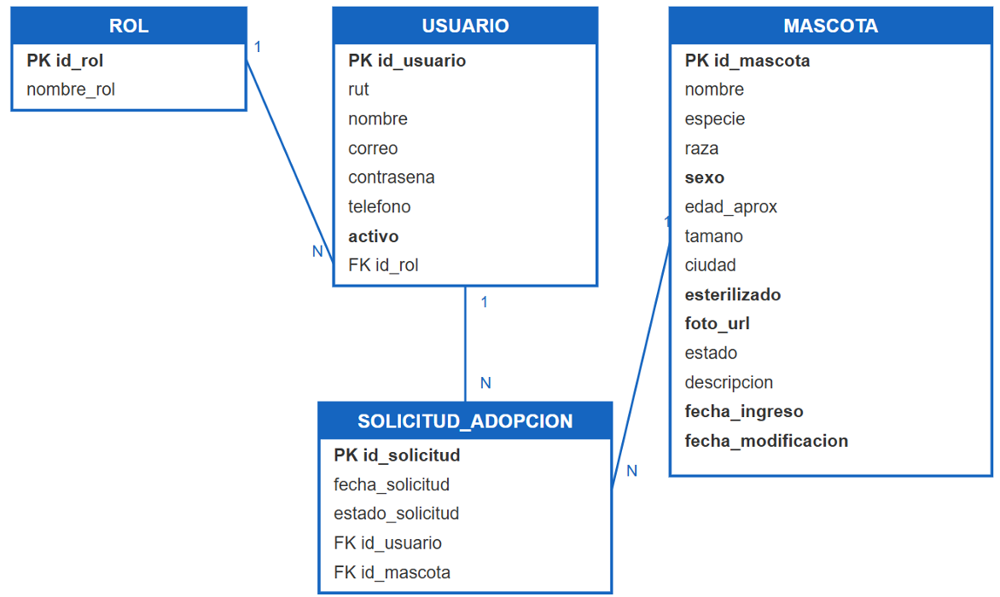 ROL
PK id_rol
nombre_rol
1
N
USUARIO
PK id_usuario
rut
nombre
correo
contrasena
telefono
activo
FK id_rol
1
N
MASCOTA
PK id_mascota
nombre
especie
raza
sexo
edad_aprox
tamano
ciudad
esterilizado
foto_url
estado
descripcion
fecha_ingreso
fecha_modificacion
1
N
SOLICITUD_ADOPCION
PK id_solicitud
fecha_solicitud
estado_solicitud
FK id_usuario
FK id_mascota